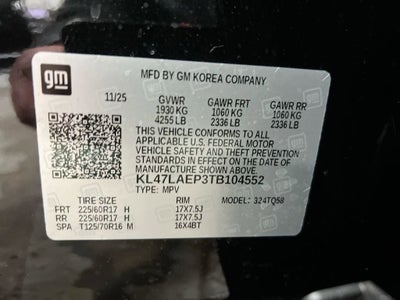 gm
MFD BY GM KOREA COMPANY
11/25 GVWR GAWR FRT GAWR RR
1930 KG 1060 KG 1060 KG
4255 LB 2336 LB 2336 LB
THIS VEHICLE CONFORMS TO ALL
APPLICABLE U.S. FEDERAL MOTOR
VEHICLE SAFETY AND THEFT PREVENTION
STANDARDS IN EFFECT ON THE DATE OF
MANUFACTURE SHOWN ABOVE.
KL47LAEP3TB104552
TYPE: MPV
TIRE SIZE RIM MODEL: 324TQ58
FRT 225/60R17 H 17X7.5J
RR 225/60R17 H 17X7.5J
SPA T125/70R16 M 16X4BT